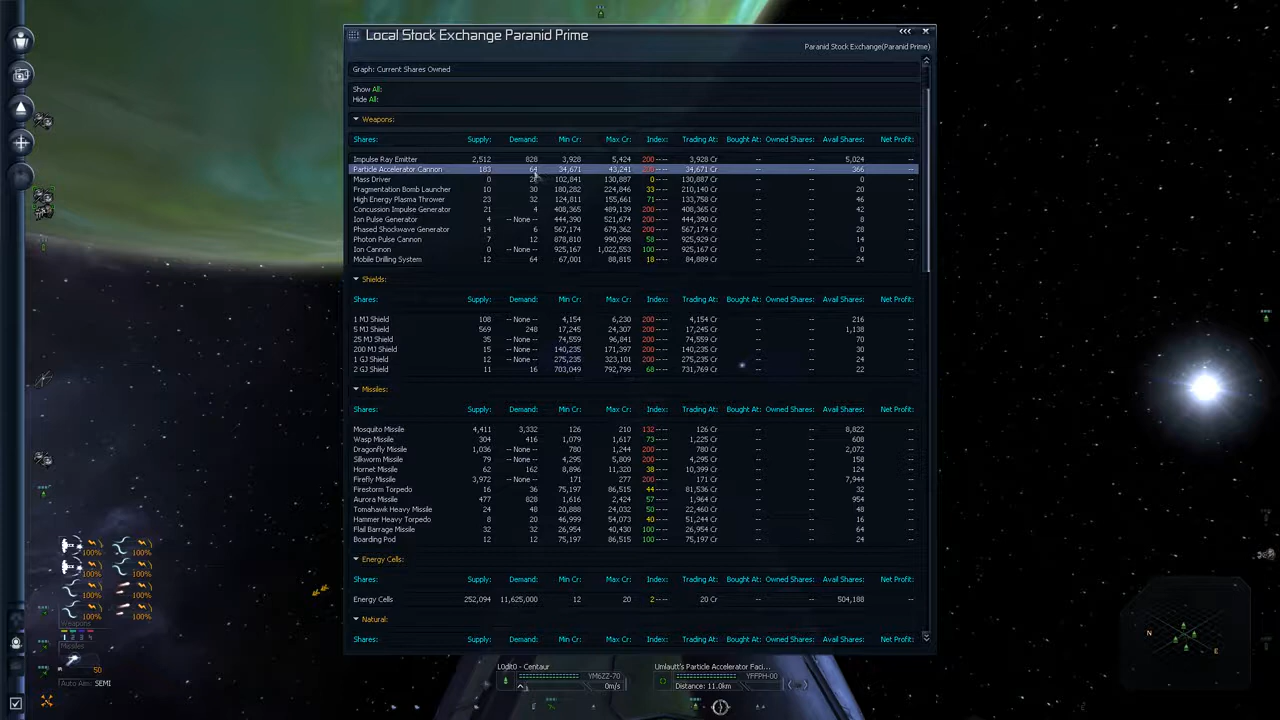 Local Stock Exchange Paranid Prime
Paranid Stock Exchange(Paranid Prime)
Graph: Current Shares Owned
Show All:
Hide All:
Weapons:
Shares: Supply: Demand: Min Cr: Max Cr: Index: Trading At: Bought At: Owned Shares: Avail Shares: Net Profit:
Impulse Ray Emitter 2,512 828 3,928 5,424 200---- 3,928 Cr -- -- 5,024 --
Particle Accelerator Cannon 183 64 34,671 43,241 200---- 34,671 Cr -- -- 366 --
Mass Driver 0 102,841 130,887 0---- 130,887 Cr -- -- 0 --
Fragmentation Bomb Launcher 10 30 180,282 224,846 33---- 210,140 Cr -- -- 20 --
High Energy Plasma Thrower 23 32 124,811 155,661 71---- 133,758 Cr -- -- 46 --
Concussion Impulse Generator 21 4 408,365 489,139 200---- 408,365 Cr -- -- 42 --
Ion Pulse Generator 4 -- None -- 444,390 521,674 200---- 444,390 Cr -- -- 8 --
Phased Shockwave Generator 14 6 567,174 679,362 200---- 567,174 Cr -- -- 28 --
Photon Pulse Cannon 7 12 878,810 990,998 58---- 925,929 Cr -- -- 14 --
Ion Cannon 0 -- None -- 925,167 1,022,553 100---- 925,167 Cr -- -- 0 --
Mobile Drilling System 12 64 67,001 88,815 18---- 84,889 Cr -- -- 24 --
Shields:
Shares: Supply: Demand: Min Cr: Max Cr: Index: Trading At: Bought At: Owned Shares: Avail Shares: Net Profit:
1 MJ Shield 108 -- None -- 4,154 6,230 200---- 4,154 Cr -- -- 216 --
5 MJ Shield 569 248 17,245 24,307 200---- 17,245 Cr -- -- 1,138 --
25 MJ Shield 35 -- None -- 74,559 96,841 200---- 74,559 Cr -- -- 70 --
200 MJ Shield 15 -- None -- 140,235 171,397 200---- 140,235 Cr -- -- 30 --
1 GJ Shield 12 -- None -- 275,235 323,101 200---- 275,235 Cr -- -- 24 --
2 GJ Shield 11 16 703,049 792,799 68---- 731,769 Cr -- -- 22 --
Missiles:
Shares: Supply: Demand: Min Cr: Max Cr: Index: Trading At: Bought At: Owned Shares: Avail Shares: Net Profit:
Mosquito Missile 4,411 3,332 126 210 132---- 126 Cr -- -- 8,822 --
Wasp Missile 304 416 1,079 1,617 73---- 1,225 Cr -- -- 608 --
Dragonfly Missile 1,036 -- None -- 780 1,244 200---- 780 Cr -- -- 2,072 --
Silkworm Missile 79 -- None -- 4,295 5,809 200---- 4,295 Cr -- -- 158 --
Hornet Missile 62 162 8,896 11,320 38---- 10,399 Cr -- -- 124 --
Firefly Missile 3,972 -- None -- 171 277 200---- 171 Cr -- -- 7,944 --
Firestorm Torpedo 16 36 75,197 86,515 44---- 81,536 Cr -- -- 32 --
Aurora Missile 477 828 1,616 2,424 57---- 1,964 Cr -- -- 954 --
Tomahawk Heavy Missile 24 48 20,888 24,032 50---- 22,460 Cr -- -- 48 --
Hammer Heavy Torpedo 8 20 46,999 54,073 40---- 51,244 Cr -- -- 16 --
Flail Barrage Missile 32 32 26,954 40,430 100---- 26,954 Cr -- -- 64 --
Boarding Pod 12 12 75,197 86,515 100---- 75,197 Cr -- -- 24 --
Energy Cells:
Shares: Supply: Demand: Min Cr: Max Cr: Index: Trading At: Bought At: Owned Shares: Avail Shares: Net Profit:
Energy Cells 252,094 11,625,000 12 20 2---- 20 Cr -- -- 504,188 --
Natural:
Shares: Supply: Demand: Min Cr: Max Cr: Index: Trading At: Bought At: Owned Shares: Avail Shares: Net Profit:
100% 100%
100% 100%
100% 100%
100% 100%
Weapons
1 2 3 4
Missiles
50
Auto Aim: SEMI
L0dit0 - Centaur
YM6ZZ-70
0m/s
Umlautt's Particle Accelerator Faci...
YFFPH-00
Distance: 11.0km
N
E
E